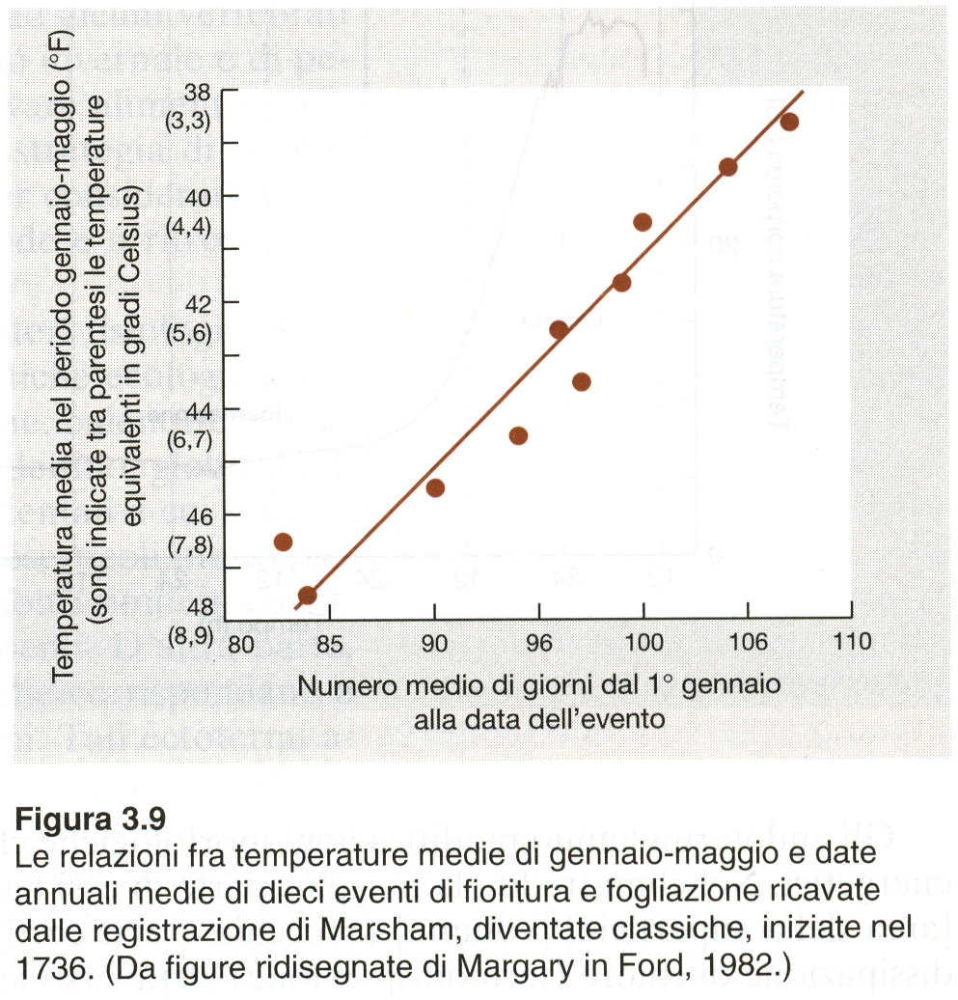 Temperatura media nel periodo gennaio-maggio (°F)
(sono indicate tra parentesi le temperature
equivalenti in gradi Celsius)
38
(3,3)
40
(4,4)
42
(5,6)
44
(6,7)
46
(7,8)
48
(8,9)
80 85 90 96 100 106 110
Numero medio di giorni dal 1° gennaio
alla data dell'evento
Figura 3.9
Le relazioni fra temperature medie di gennaio-maggio e date
annuali medie di dieci eventi di fioritura e fogliazione ricavate
dalle registrazione di Marsham, diventate classiche, iniziate nel
1736. (Da figure ridisegnate di Margary in Ford, 1982.)